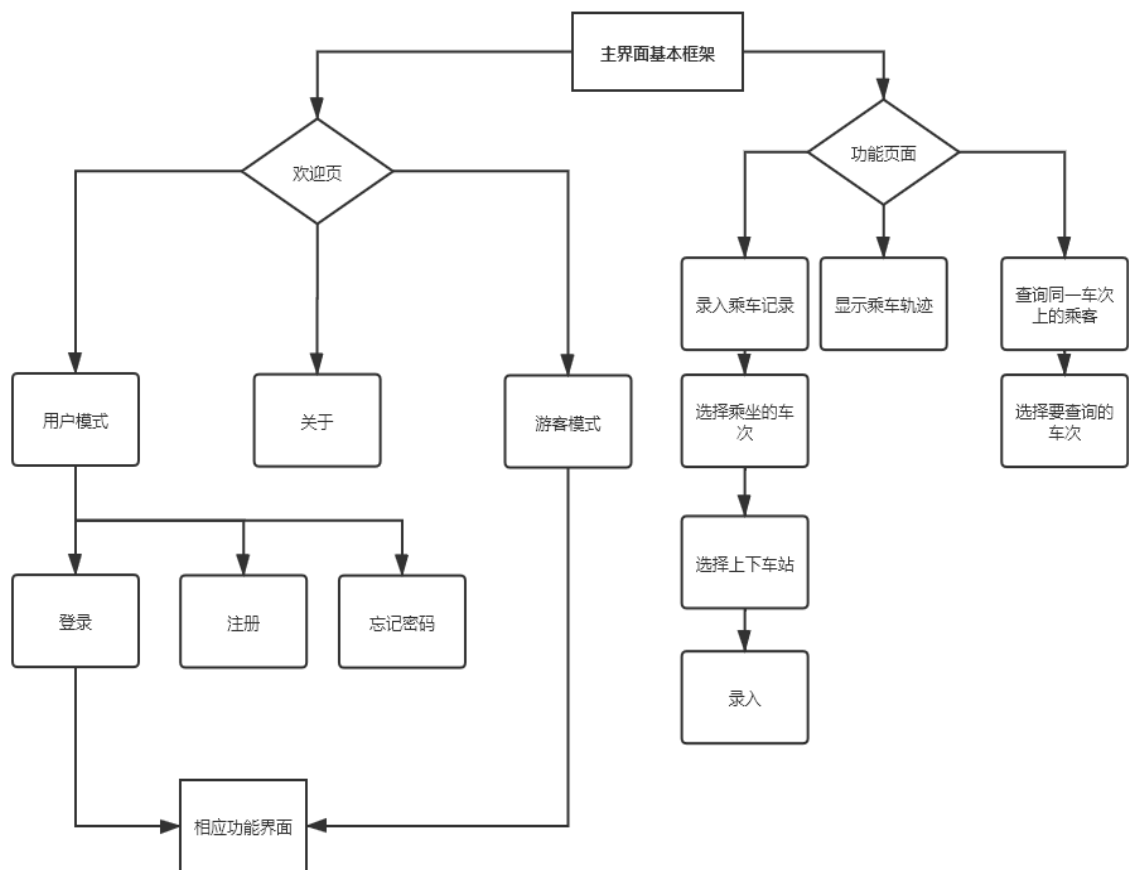 主界面基本框架
欢迎页
功能页面
录入乘车记录
显示乘车轨迹
查询同一车次
上的乘客
用户模式
关于
游客模式
选择乘坐的车
次
选择要查询的
车次
选择上下车站
登录
注册
忘记密码
录入
相应功能界面